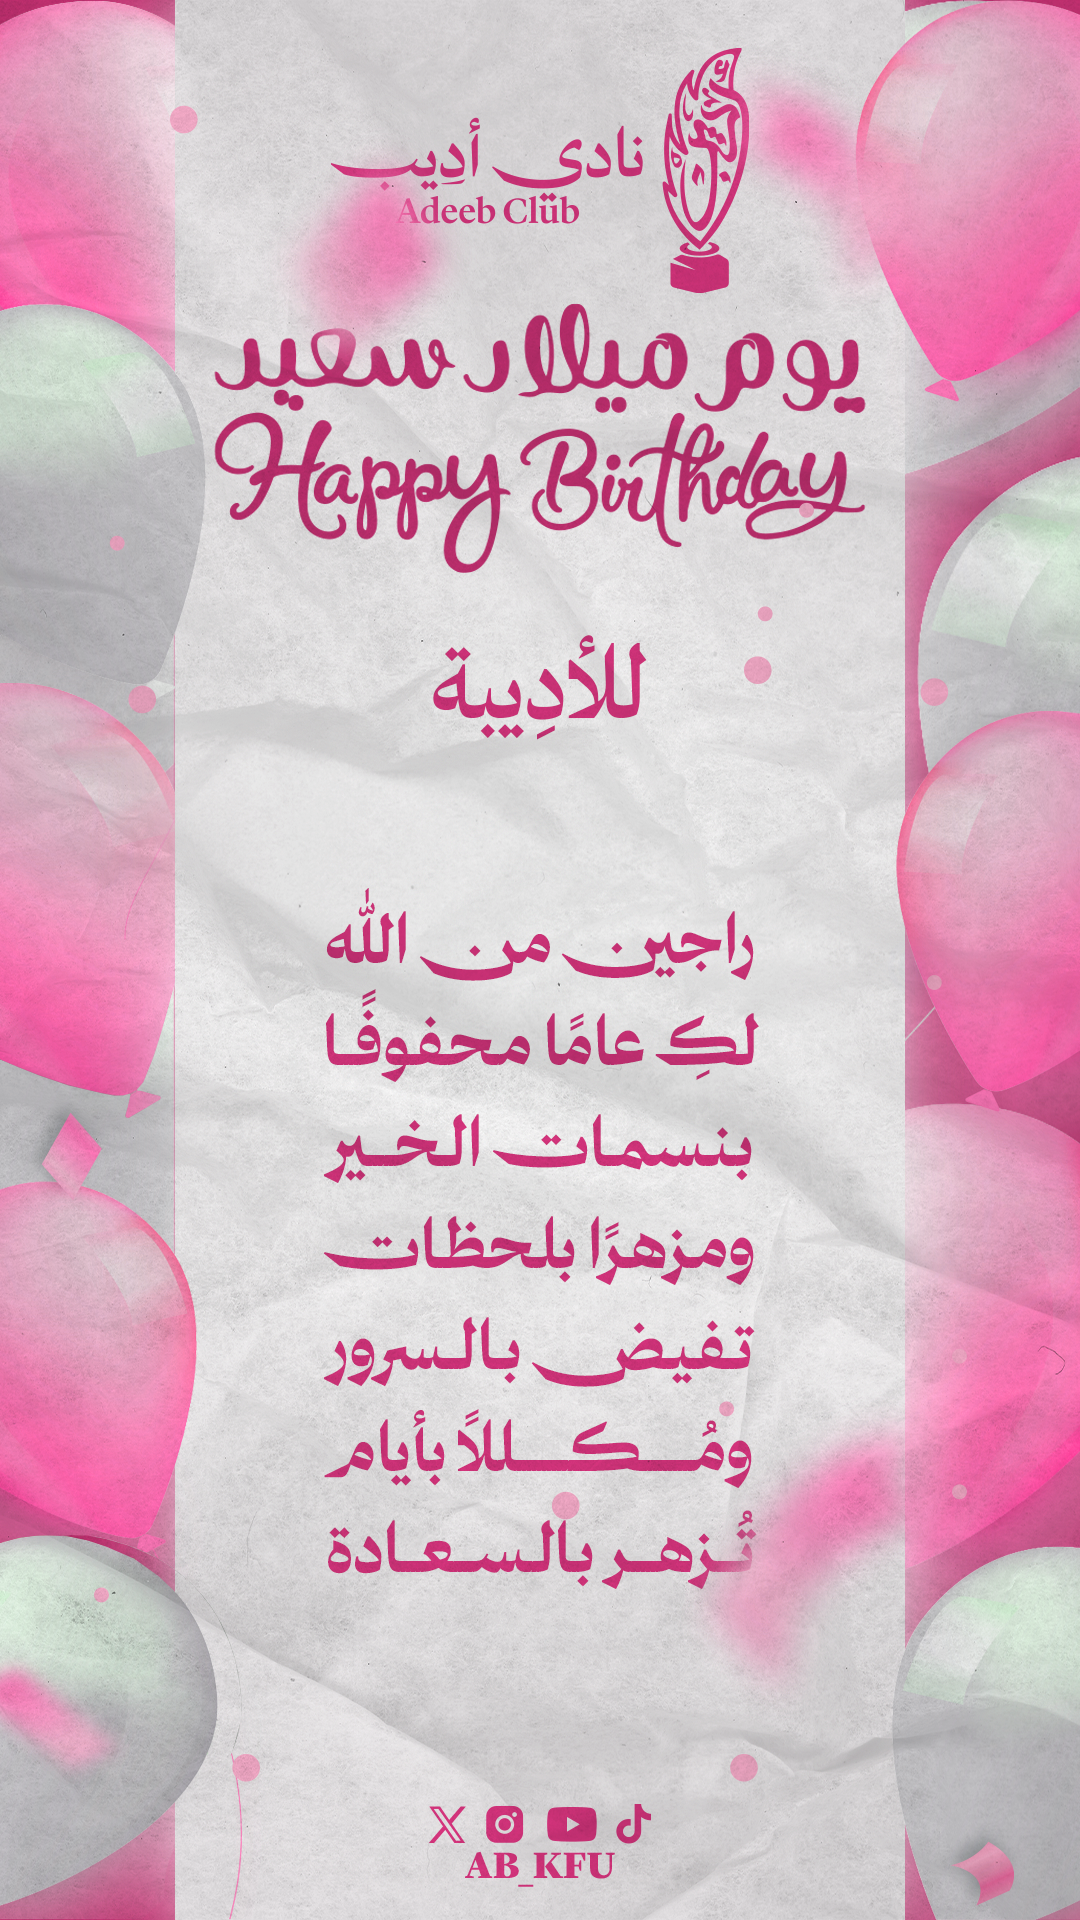 نادي أدِيب
Adeeb Club
يوم ميلاد سعيد
Happy Birthday
للأدِيبة
راجين من الله
لكِ عامًا محفوفًا
بنسمات الخير
ومزهرًا بلحظات
تفيض بالسرور
ومُكللاً بأيام
تُزهر بالسعادة
AB_KFU